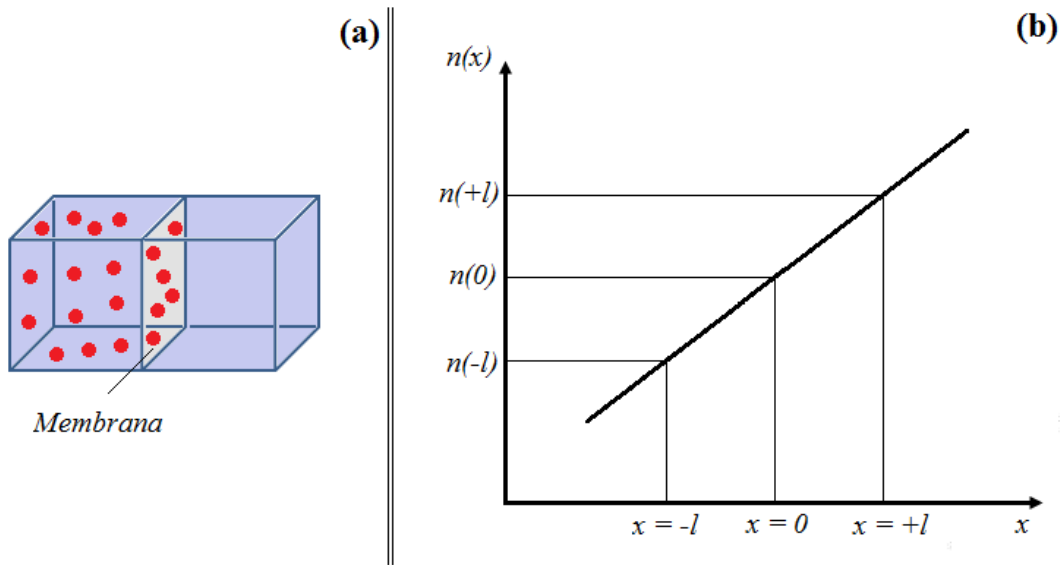 (a)
Membrana
(b)
n(x)
n(+l)
n(0)
n(-l)
x = -l
x = 0
x = +l
x